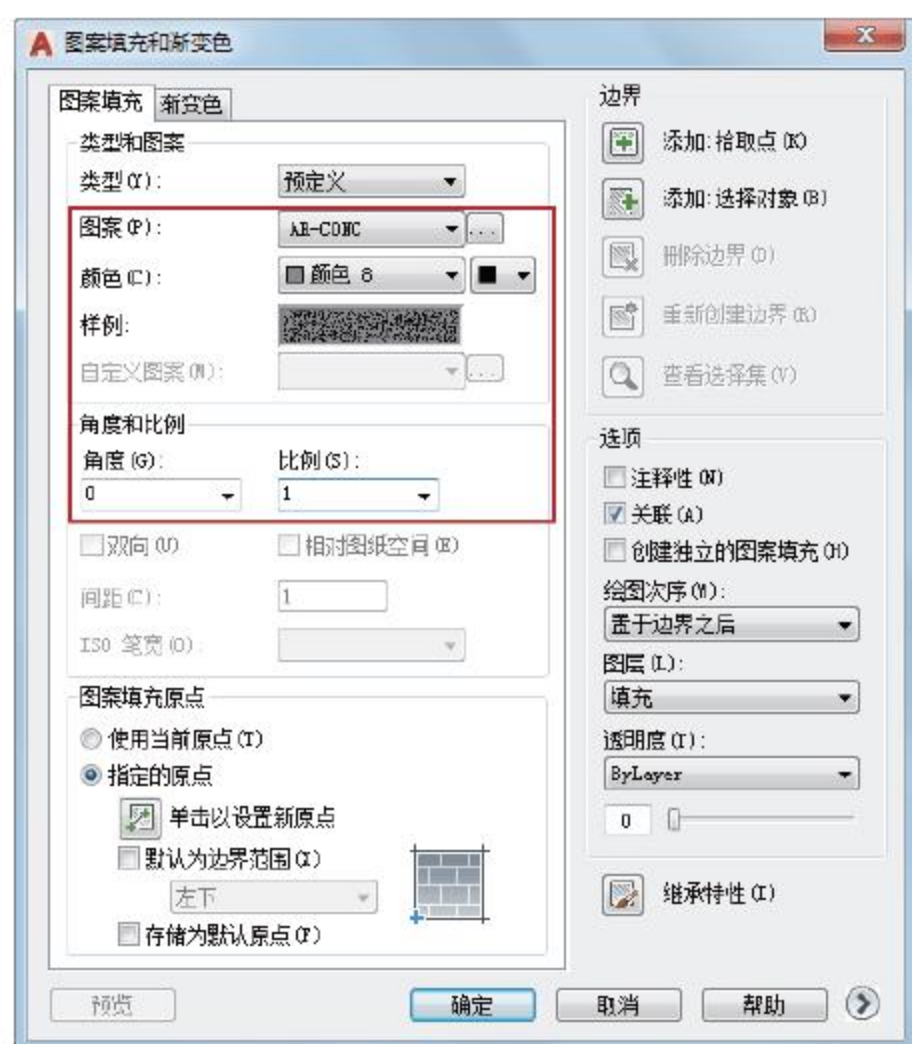 图案填充和渐变色
图案填充 渐变色
类型和图案
类型(Y): 预定义
图案(P): AR-CONC ...
颜色(C): 颜色 8
样例:
自定义图案(M): ...
角度和比例
角度(G): 比例(S):
0 1
双向(U) 相对图纸空间(E)
间距(C): 1
ISO 笔宽(O):
图案填充原点
使用当前原点(T)
指定的原点
单击以设置新原点
默认为边界范围(X)
左下
存储为默认原点(F)
预览
边界
添加:拾取点(K)
添加:选择对象(B)
删除边界(D)
重新创建边界(R)
查看选择集(V)
选项
注释性(N)
关联(A)
创建独立的图案填充(H)
绘图次序(W):
置于边界之后
图层(L):
填充
透明度(T):
ByLayer
0
继承特性(I)
确定 取消 帮助